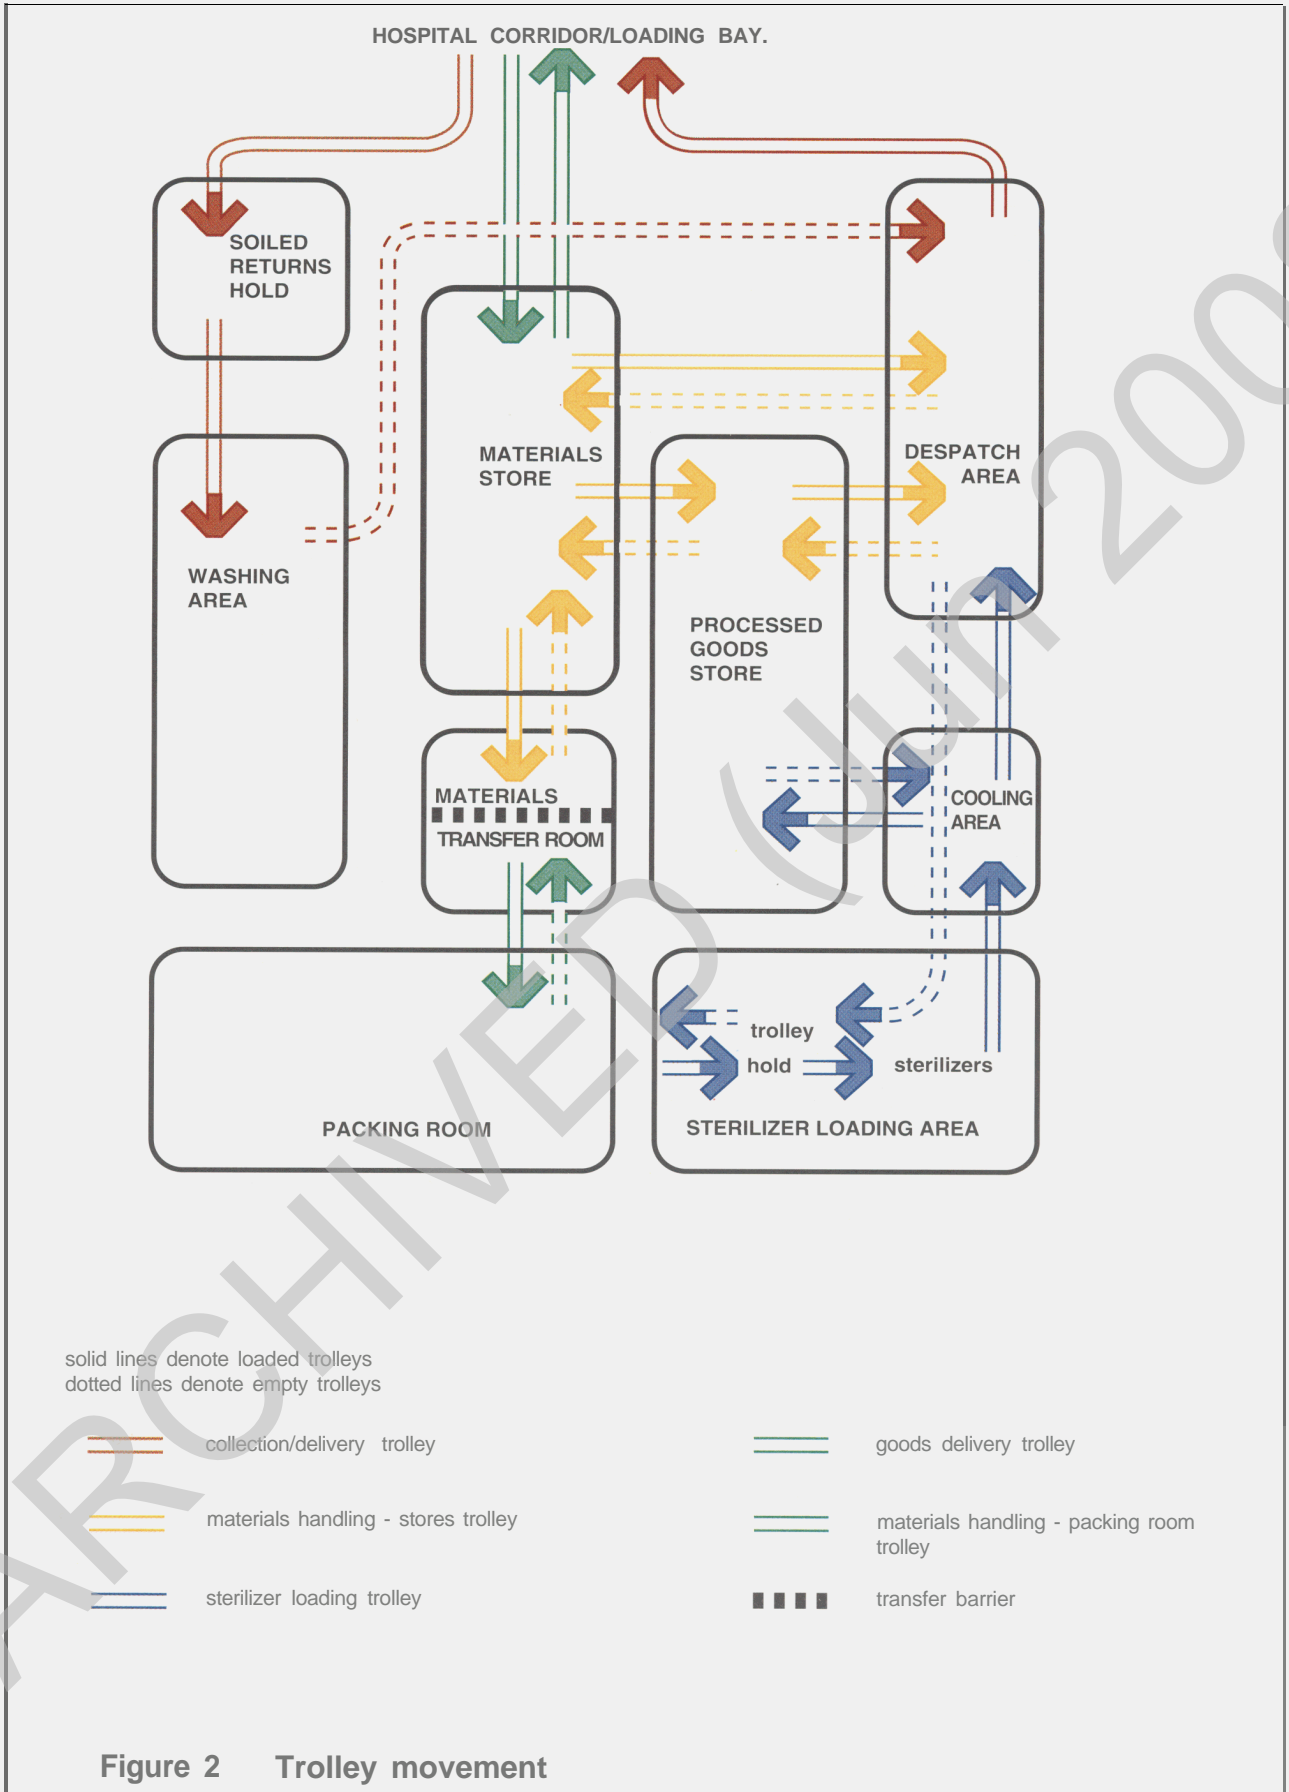 HOSPITAL CORRIDOR/LOADING BAY.
SOILED
RETURNS
HOLD
MATERIALS
STORE
DESPATCH
AREA
WASHING
AREA
PROCESSED
GOODS
STORE
MATERIALS
TRANSFER ROOM
COOLING
AREA
trolley
hold
sterilizers
PACKING ROOM
STERILIZER LOADING AREA
solid lines denote loaded trolleys
dotted lines denote empty trolleys
collection/delivery trolley
goods delivery trolley
materials handling - stores trolley
materials handling - packing room
trolley
sterilizer loading trolley
transfer barrier
Figure 2 Trolley movement